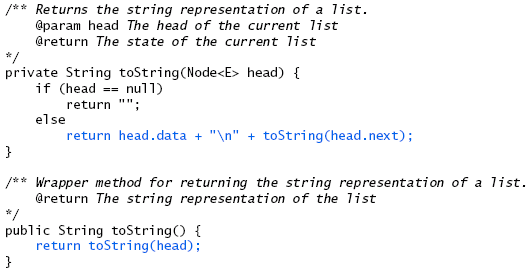 /** Returns the string representation of a list.
    @param head The head of the current list
    @return The state of the current list
*/
private String toString(Node<E> head) {
    if (head == null)
        return "";
    else
        return head.data + "\n" + toString(head.next);
}
/** Wrapper method for returning the string representation of a list.
    @return The string representation of the list
*/
public String toString() {
    return toString(head);
}